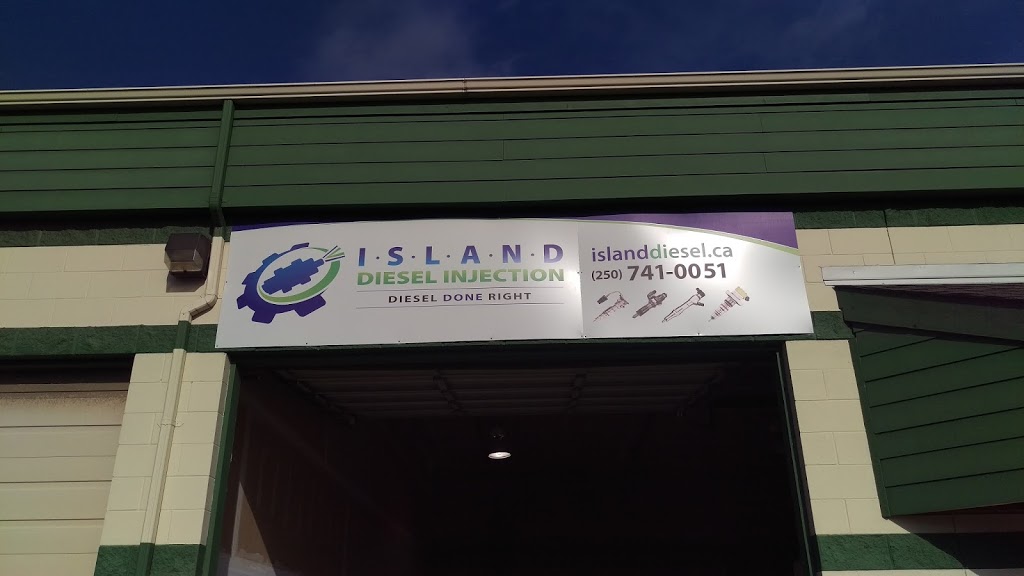 I·S·L·A·N·D
DIESEL INJECTION
DIESEL DONE RIGHT
islanddiesel.ca
(250) 741-0051